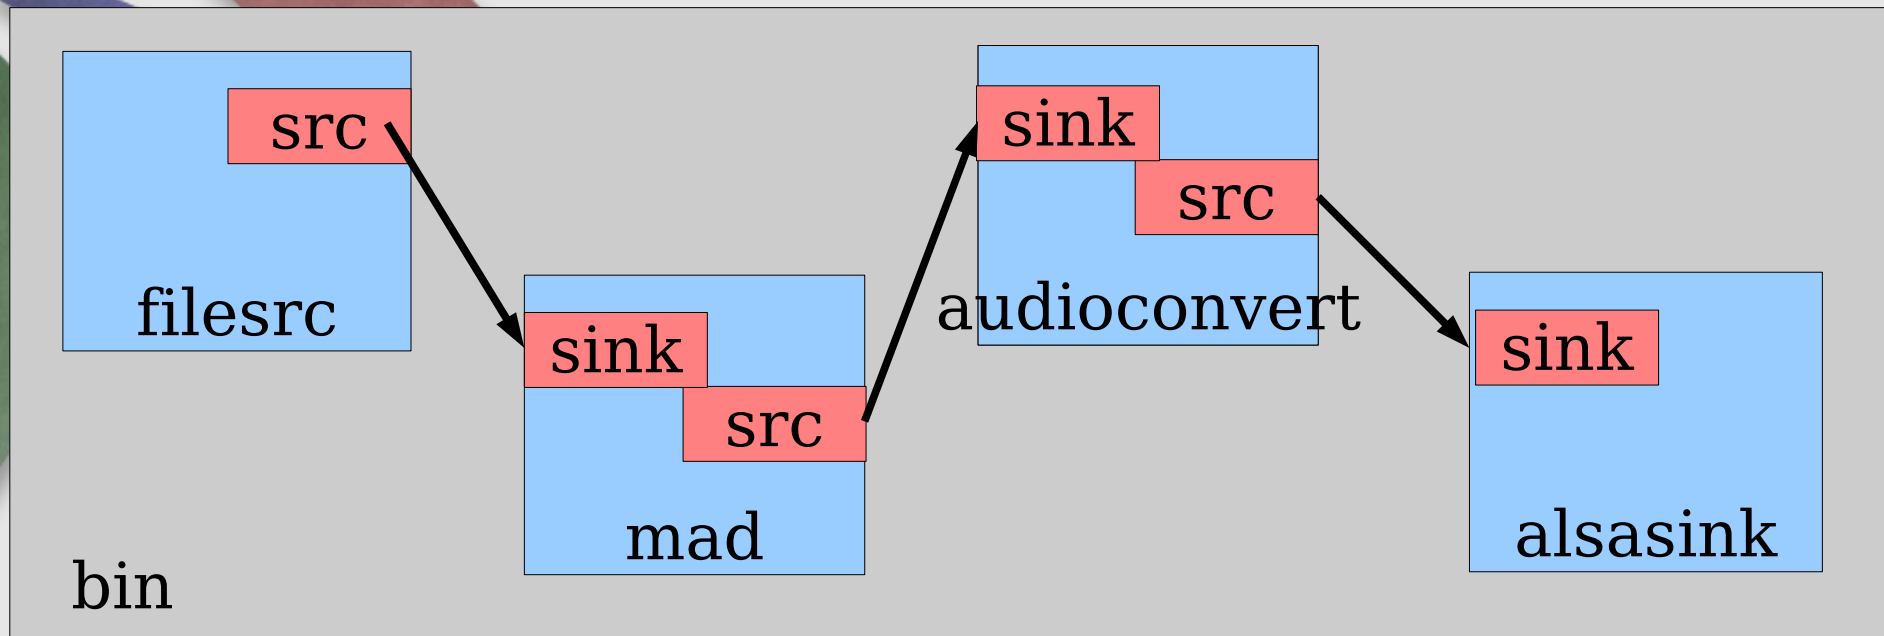 src
filesrc
sink
src
mad
sink
src
audioconvert
sink
alsasink
bin